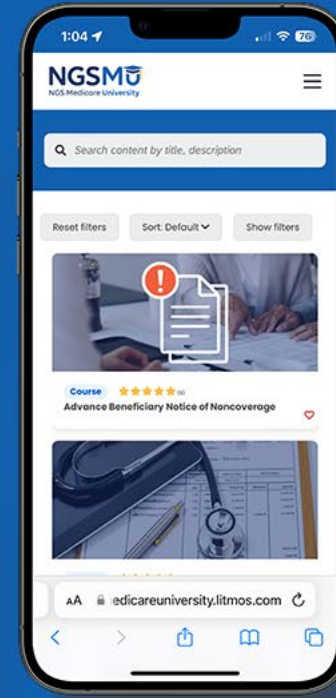 1:04
76
NGSMU
NGS Medicare University
Search content by title, description
Reset filters
Sort: Default
Show filters
Course
Advance Beneficiary Notice of Noncoverage
AA
edicareuniversity.litmos.com